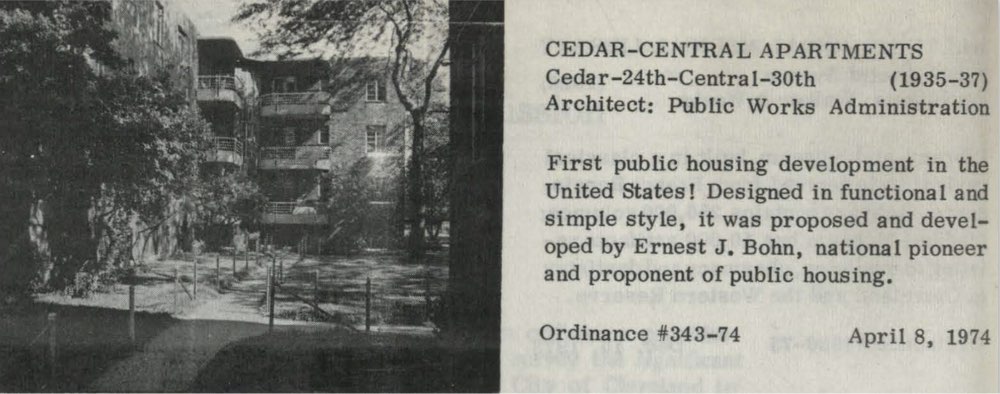 CEDAR-CENTRAL APARTMENTS
Cedar-24th-Central-30th (1935-37)
Architect: Public Works Administration
First public housing development in the
United States! Designed in functional and
simple style, it was proposed and devel-
oped by Ernest J. Bohn, national pioneer
and proponent of public housing.
Ordinance #343-74 April 8, 1974